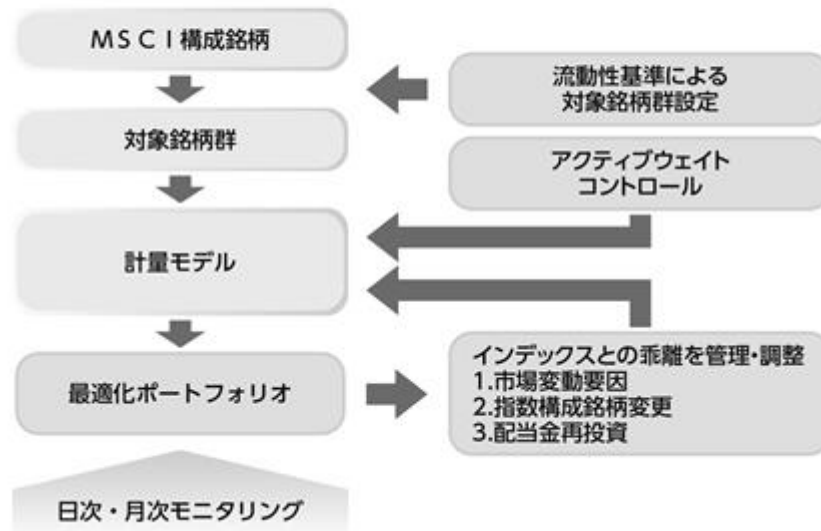 ＭＳＣＩ構成銘柄
流動性基準による
対象銘柄群設定
対象銘柄群
アクティブウェイト
コントロール
計量モデル
最適化ポートフォリオ
インデックスとの乖離を管理・調整
1.市場変動要因
2.指数構成銘柄変更
3.配当金再投資
日次・月次モニタリング